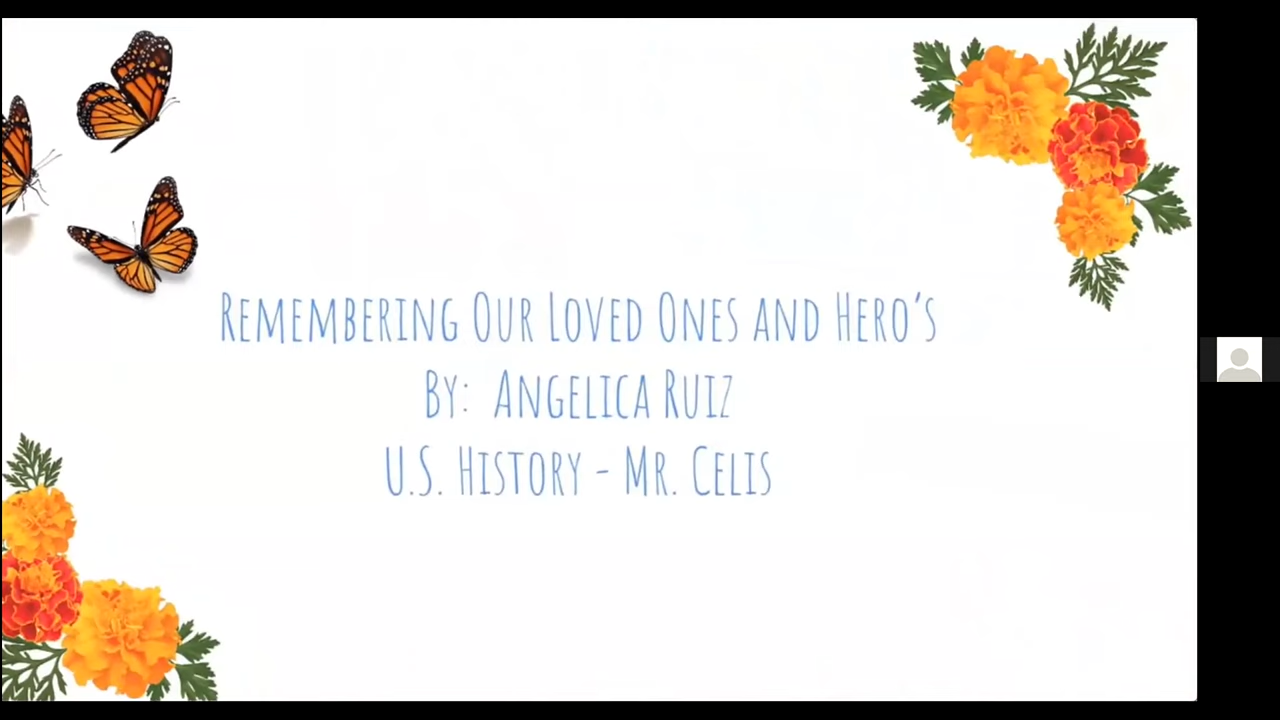 Remembering Our Loved Ones and Hero's
By: Angelica Ruiz
U.S. History - Mr. Celis